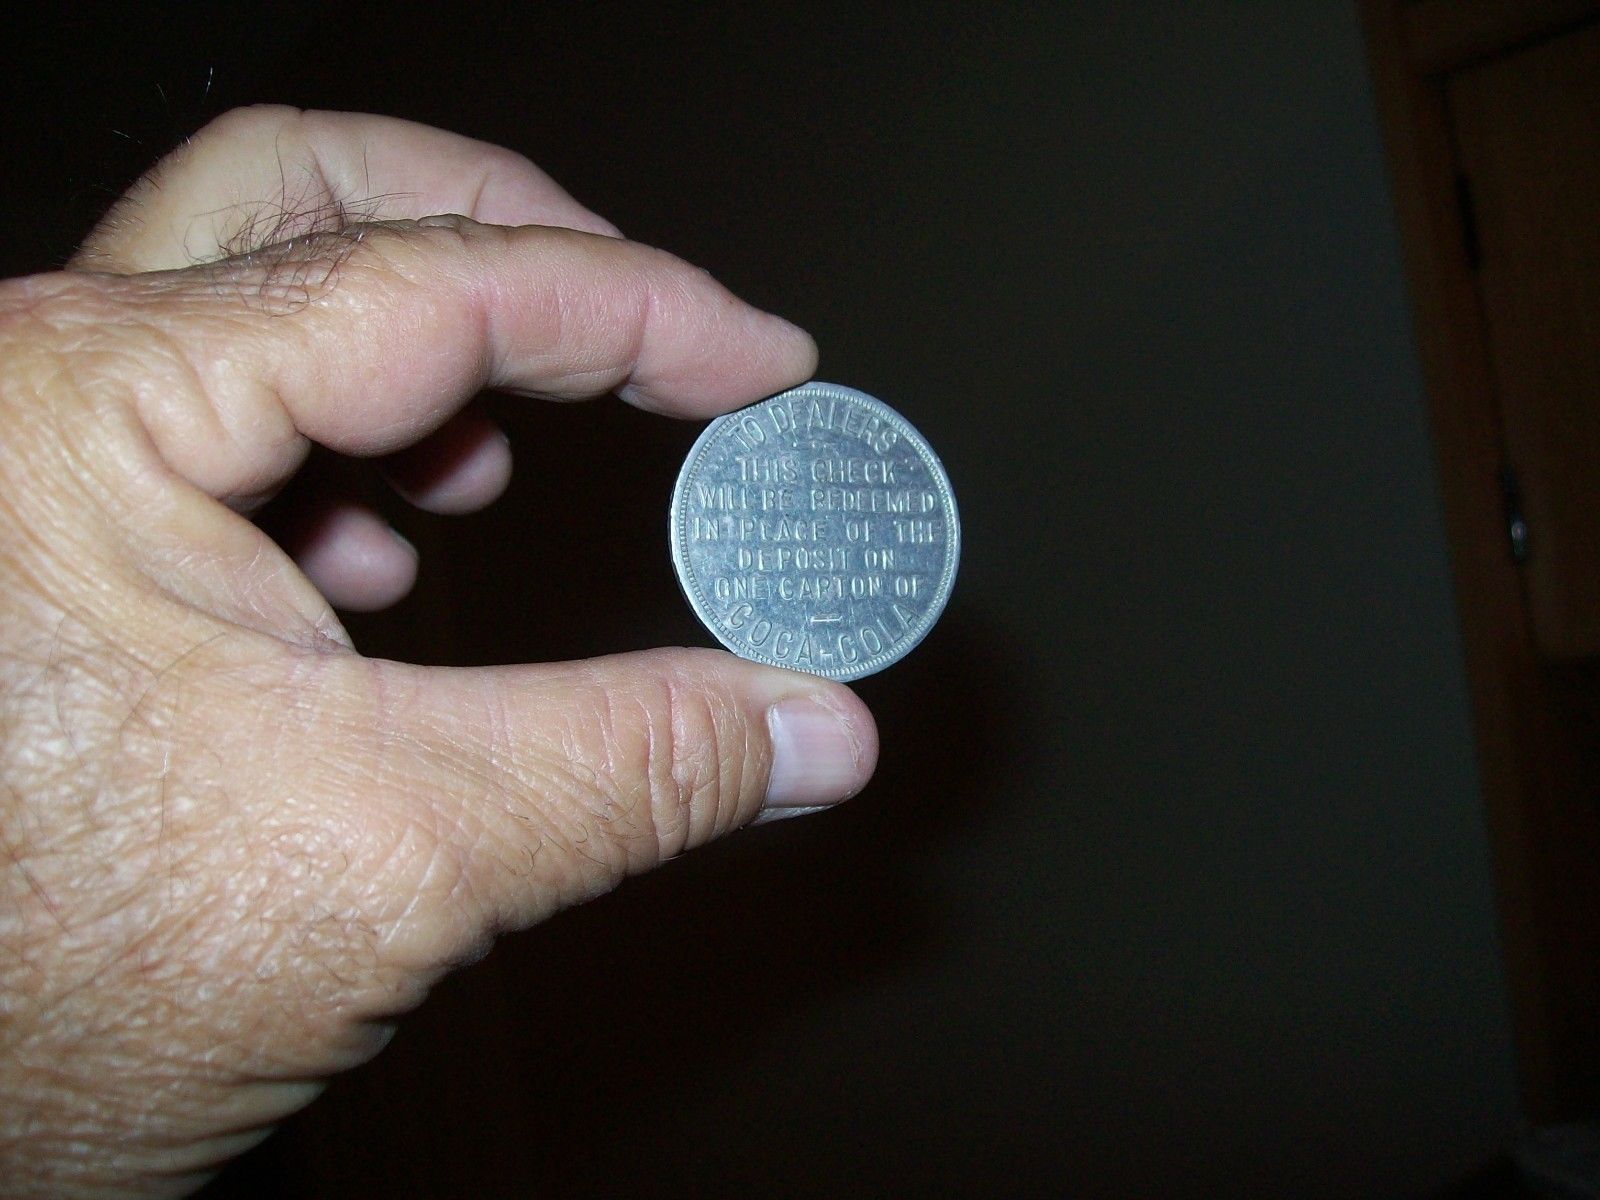 TO DEALERS
THIS CHECK
WILL BE REDEEMED
IN PLACE OF THE
DEPOSIT ON
ONE CARTON OF
COCA-COLA